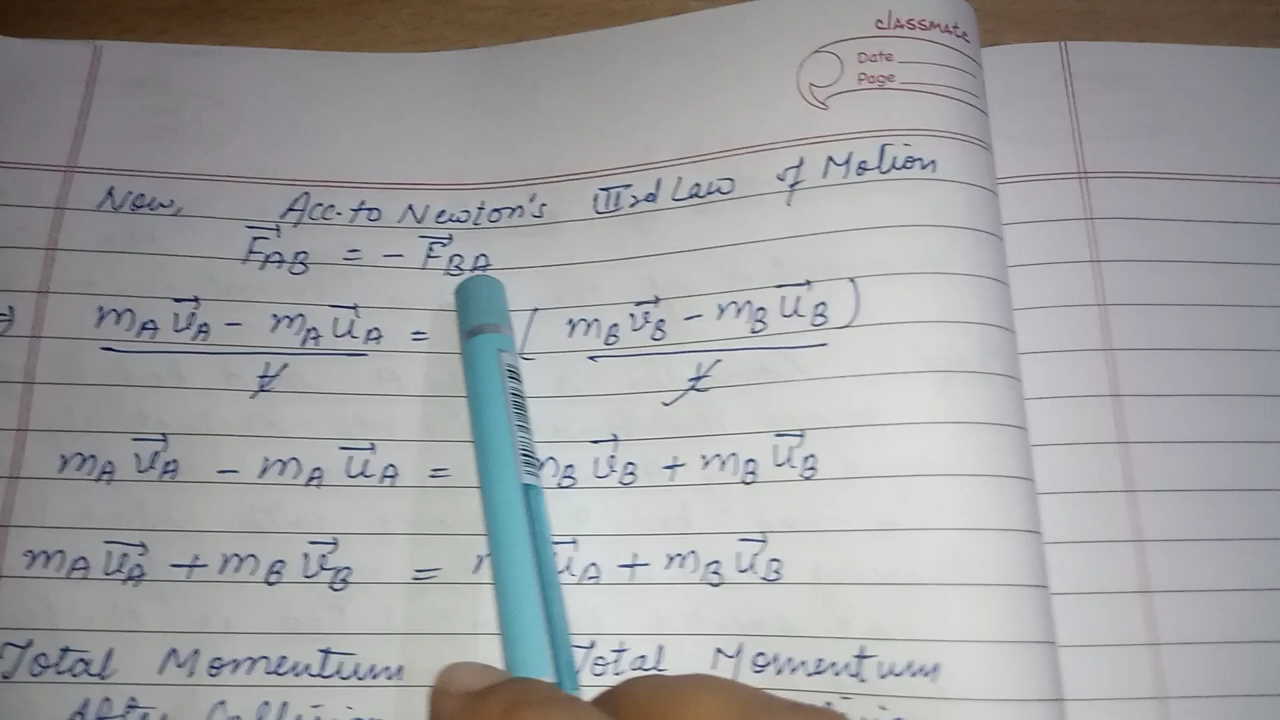 classmate
Date
Page
Now, Acc. to Newton's IIIrd Law of Motion
F⃗AB = - F⃗BA
⇒ mA v⃗A - mA u⃗A = ( mB v⃗B - mB u⃗B )
t t
mA v⃗A - mA u⃗A = mB v⃗B + mB u⃗B
mA v⃗A + mB v⃗B = u⃗A + mB u⃗B
Total Momentum Total Momentum
After